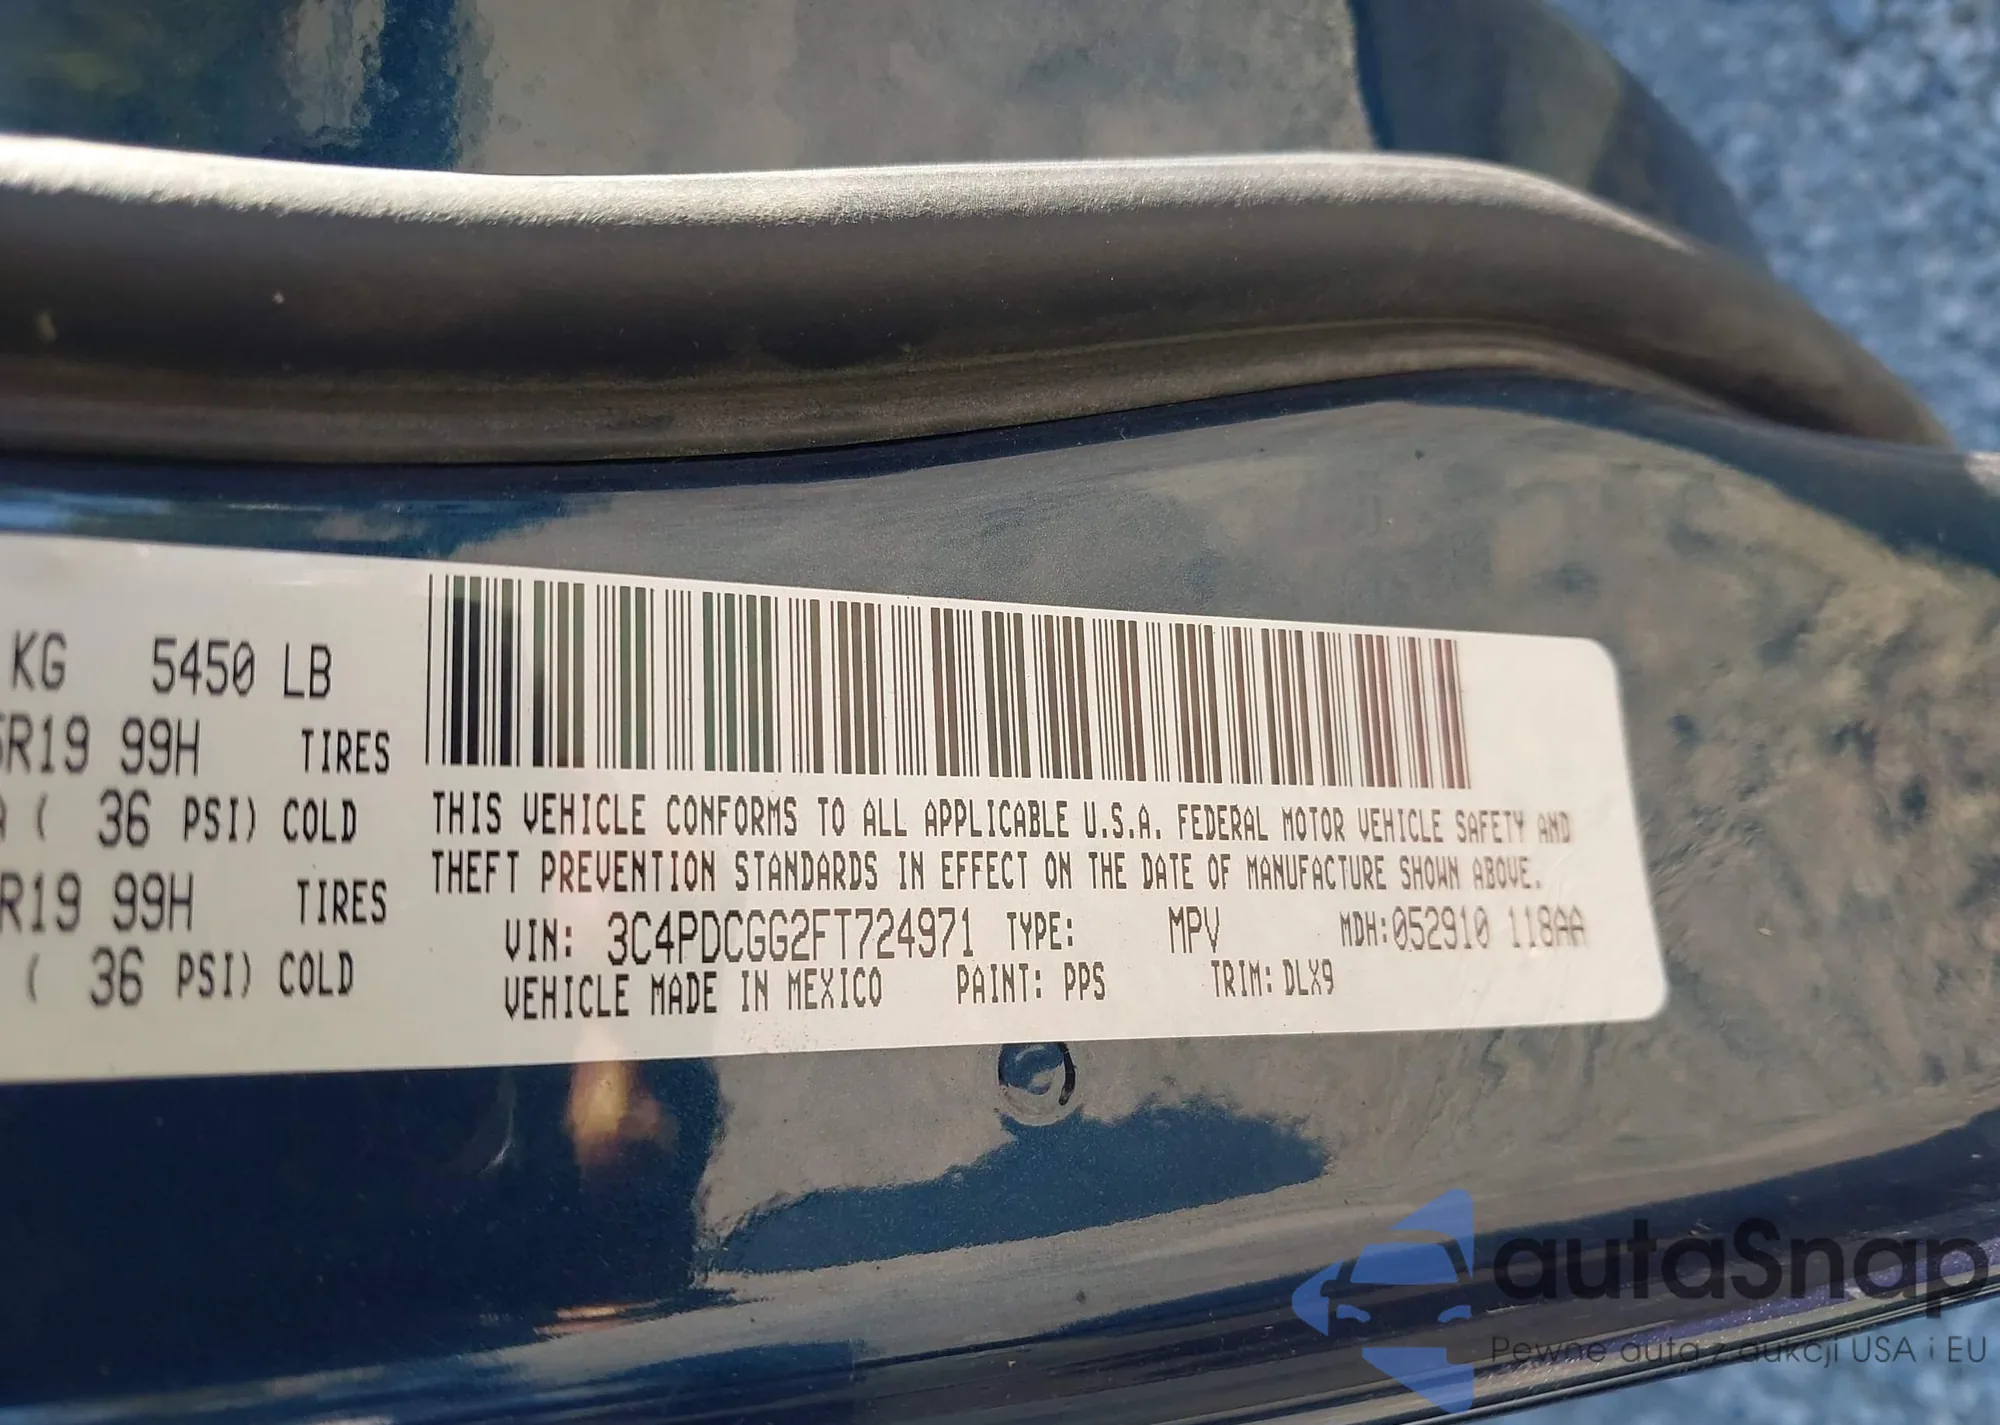 KG 5450 LB
5R19 99H TIRES
A ( 36 PSI) COLD
R19 99H TIRES
( 36 PSI) COLD
THIS VEHICLE CONFORMS TO ALL APPLICABLE U.S.A. FEDERAL MOTOR VEHICLE SAFETY AND
THEFT PREVENTION STANDARDS IN EFFECT ON THE DATE OF MANUFACTURE SHOWN ABOVE.
VIN: 3C4PDCGG2FT724971 TYPE: MPV MDH:052910 118AA
VEHICLE MADE IN MEXICO PAINT: PPS TRIM: DLX9
autaSnap
Pewne auta z aukcji USA i EU